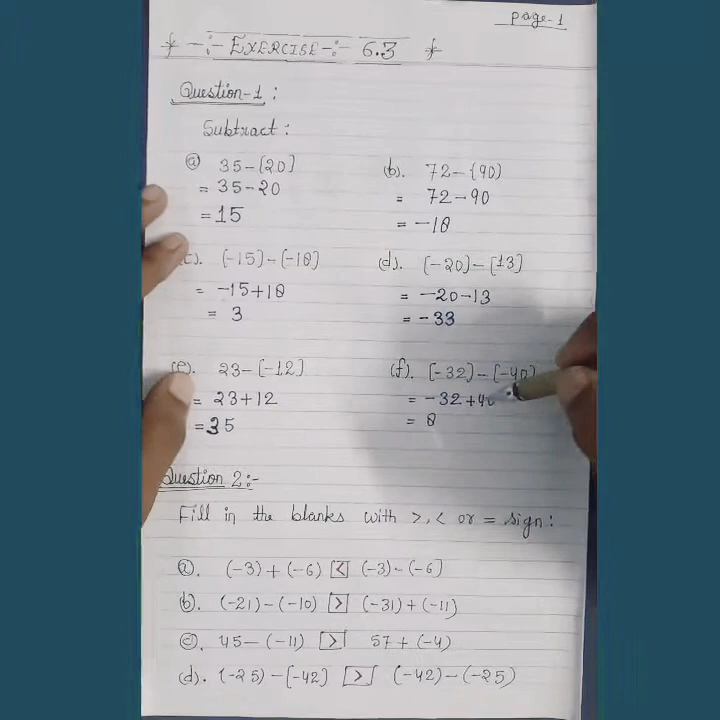 Page-1
* -:- EXERCISE -:- 6.3 *
Question-1 :
Subtract :
(a) 35-(20)
= 35-20
= 15
(b). 72-(90)
= 72-90
= -18
(c). (-15)-(-18)
= -15+18
= 3
(d). (-20)-(13)
= -20-13
= -33
(e). 23-(-12)
= 23+12
= 35
(f). (-32)-(-40)
= -32+40
= 8
Question 2:-
Fill in the blanks with >, < or = sign:
(a). (-3)+(-6) [<] (-3)-(-6)
(b). (-21)-(-10) [>] (-31)+(-11)
(c). 45-(-11) [>] 57+(-4)
(d). (-25)-(-42) [>] (-42)-(-25)